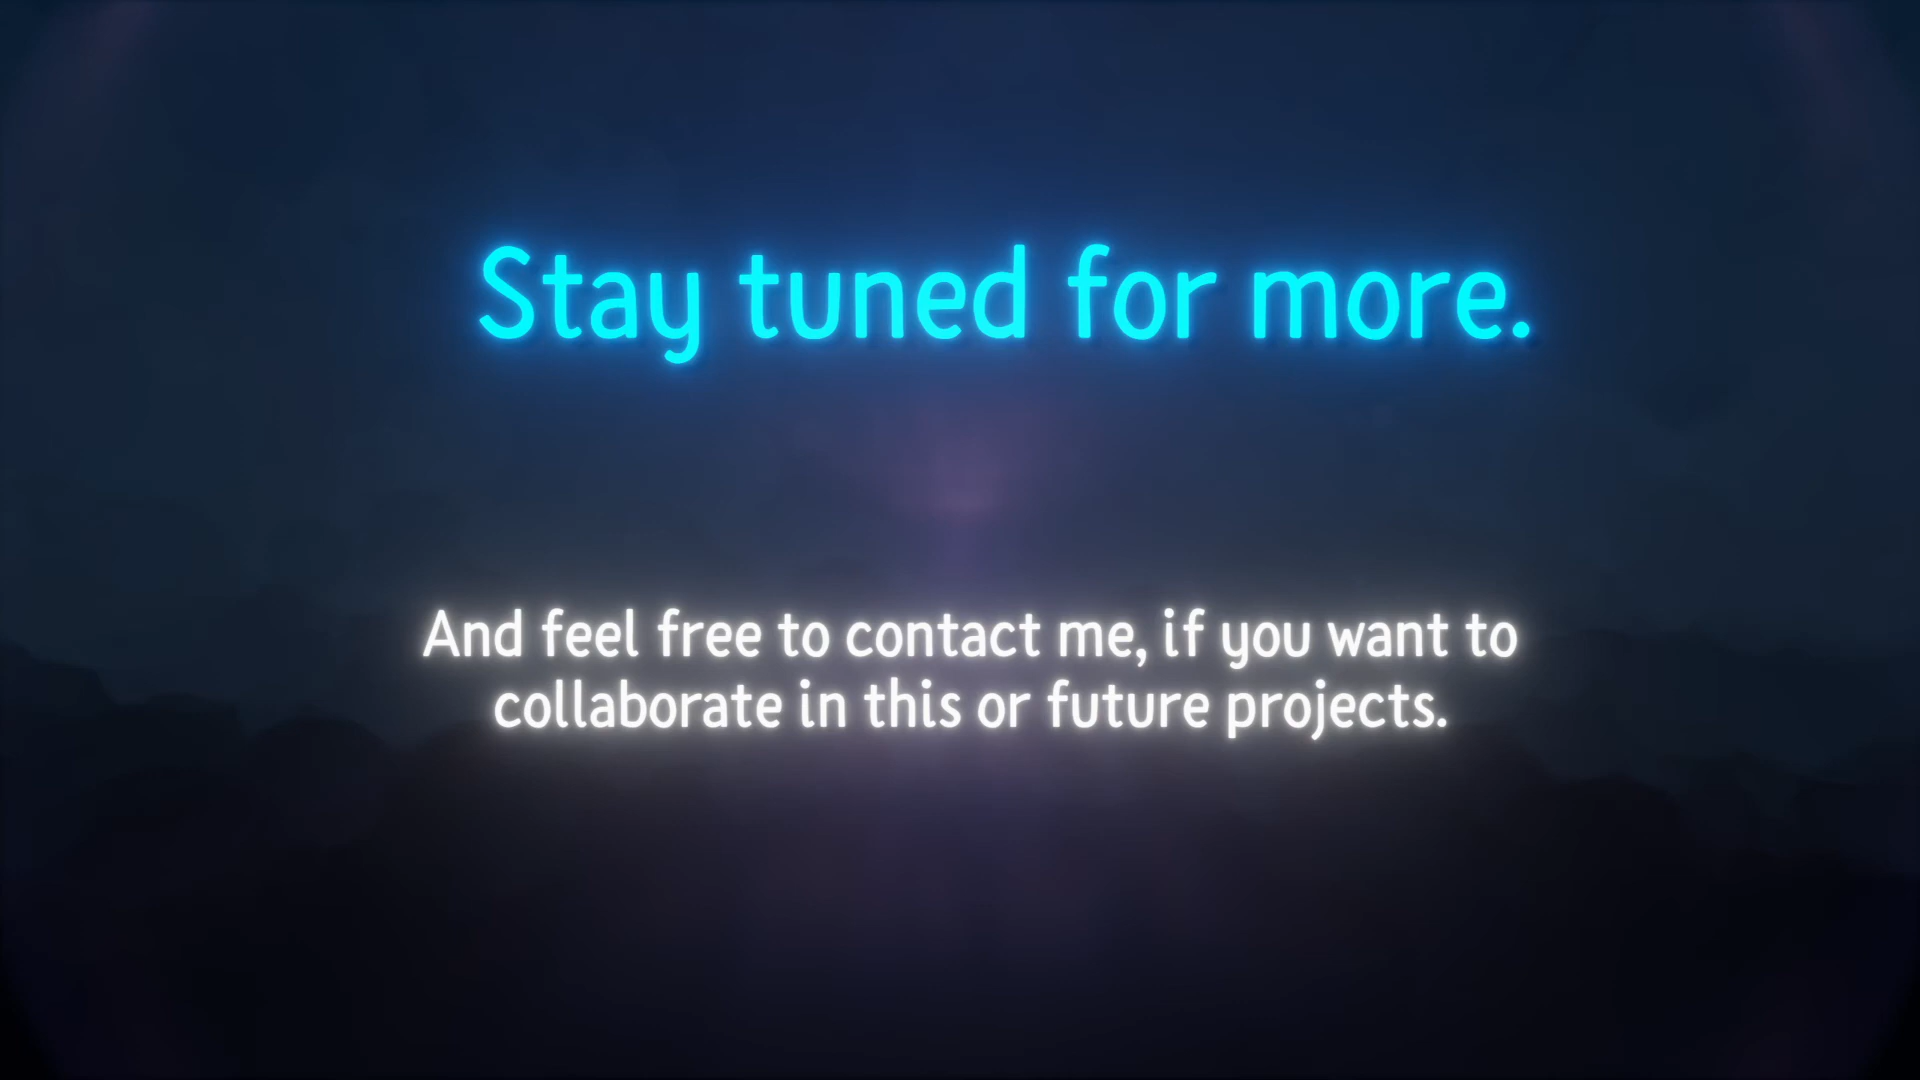 Stay tuned for more.
And feel free to contact me, if you want to
collaborate in this or future projects.